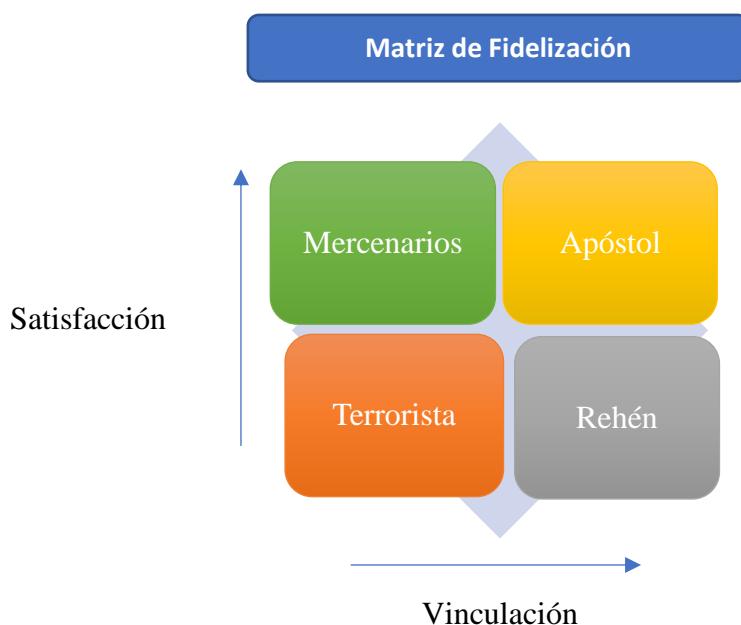 Matriz de Fidelización
Mercenarios
Apóstol
Satisfacción
Terrorista
Rehén
Vinculación